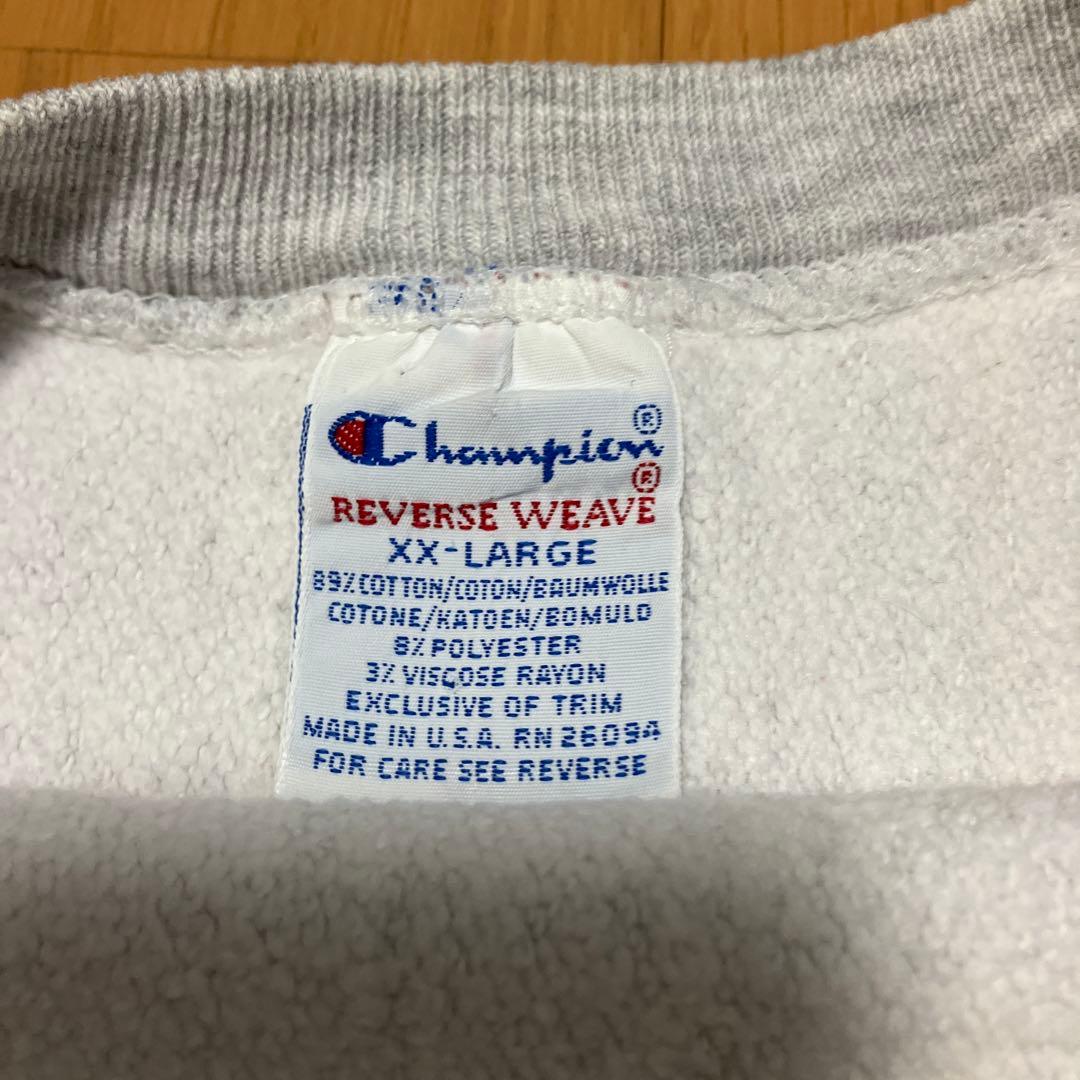 Champion®
REVERSE WEAVE®
XX-LARGE
89% COTTON/COTON/BAUMWOLLE
COTONE/KATOEN/BOMULD
8% POLYESTER
3% VISCOSE RAYON
EXCLUSIVE OF TRIM
MADE IN U.S.A. RN 26094
FOR CARE SEE REVERSE